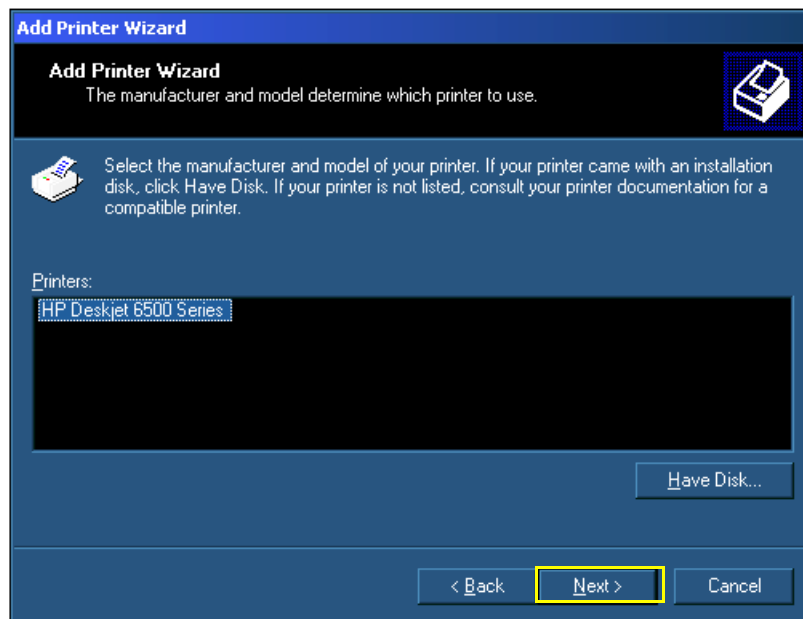 Add Printer Wizard
Add Printer Wizard
The manufacturer and model determine which printer to use.
Select the manufacturer and model of your printer. If your printer came with an installation
disk, click Have Disk. If your printer is not listed, consult your printer documentation for a
compatible printer.
Printers:
HP Deskjet 6500 Series
Have Disk...
< Back
Next >
Cancel